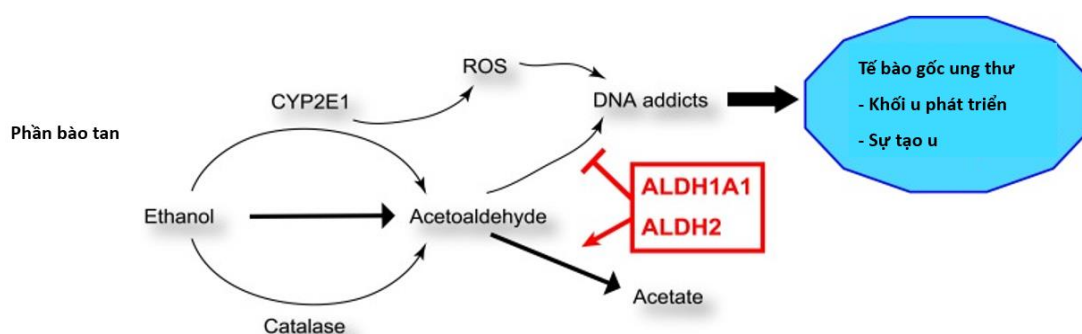 Phần bào tan
Ethanol
CYP2E1
Catalase
ROS
Acetoaldehyde
DNA addicts
ALDH1A1
ALDH2
Acetate
Tế bào gốc ung thư
- Khối u phát triển
- Sự tạo u